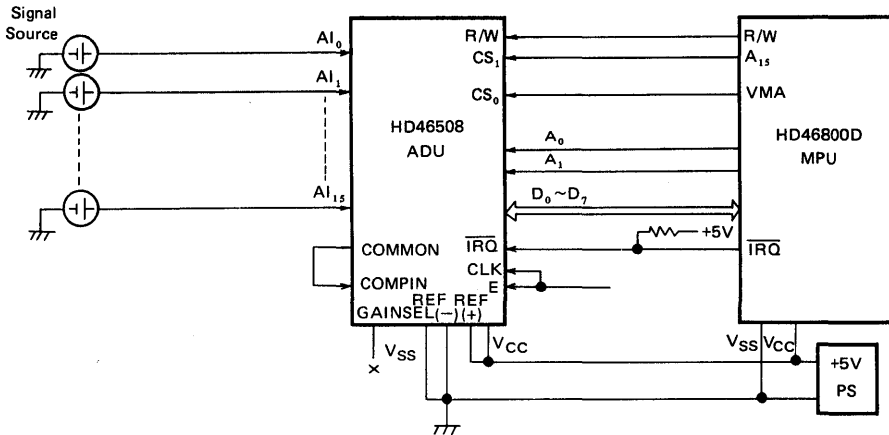 Signal
Source
AI0
AI1
AI15
R/W
CS1
CS0
HD46508
ADU
A0
A1
D0~D7
IRQ
CLK
E
COMMON
COMPIN
REF REF
GAINSEL (−) (+)
VSS
VCC
R/W
A15
VMA
HD46800D
MPU
+5V
IRQ
VSS VCC
+5V
PS
x